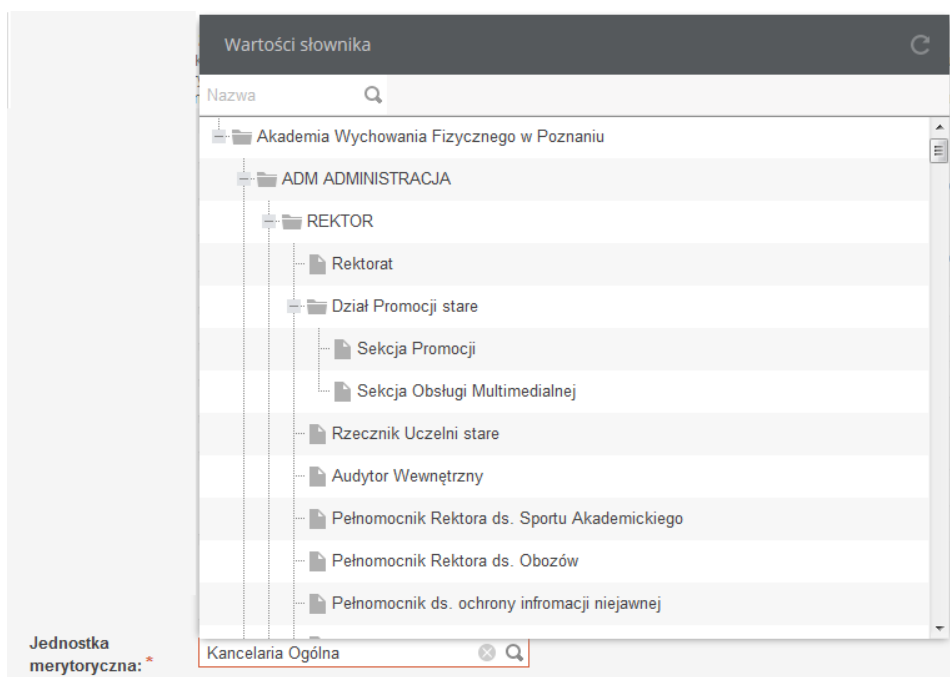 Wartości słownika
Nazwa
Akademia Wychowania Fizycznego w Poznaniu
ADM ADMINISTRACJA
REKTOR
Rektorat
Dział Promocji stare
Sekcja Promocji
Sekcja Obsługi Multimedialnej
Rzecznik Uczelni stare
Audytor Wewnętrzny
Pełnomocnik Rektora ds. Sportu Akademickiego
Pełnomocnik Rektora ds. Obozów
Pełnomocnik ds. ochrony infromacji niejawnej
Jednostka
merytoryczna: *
Kancelaria Ogólna